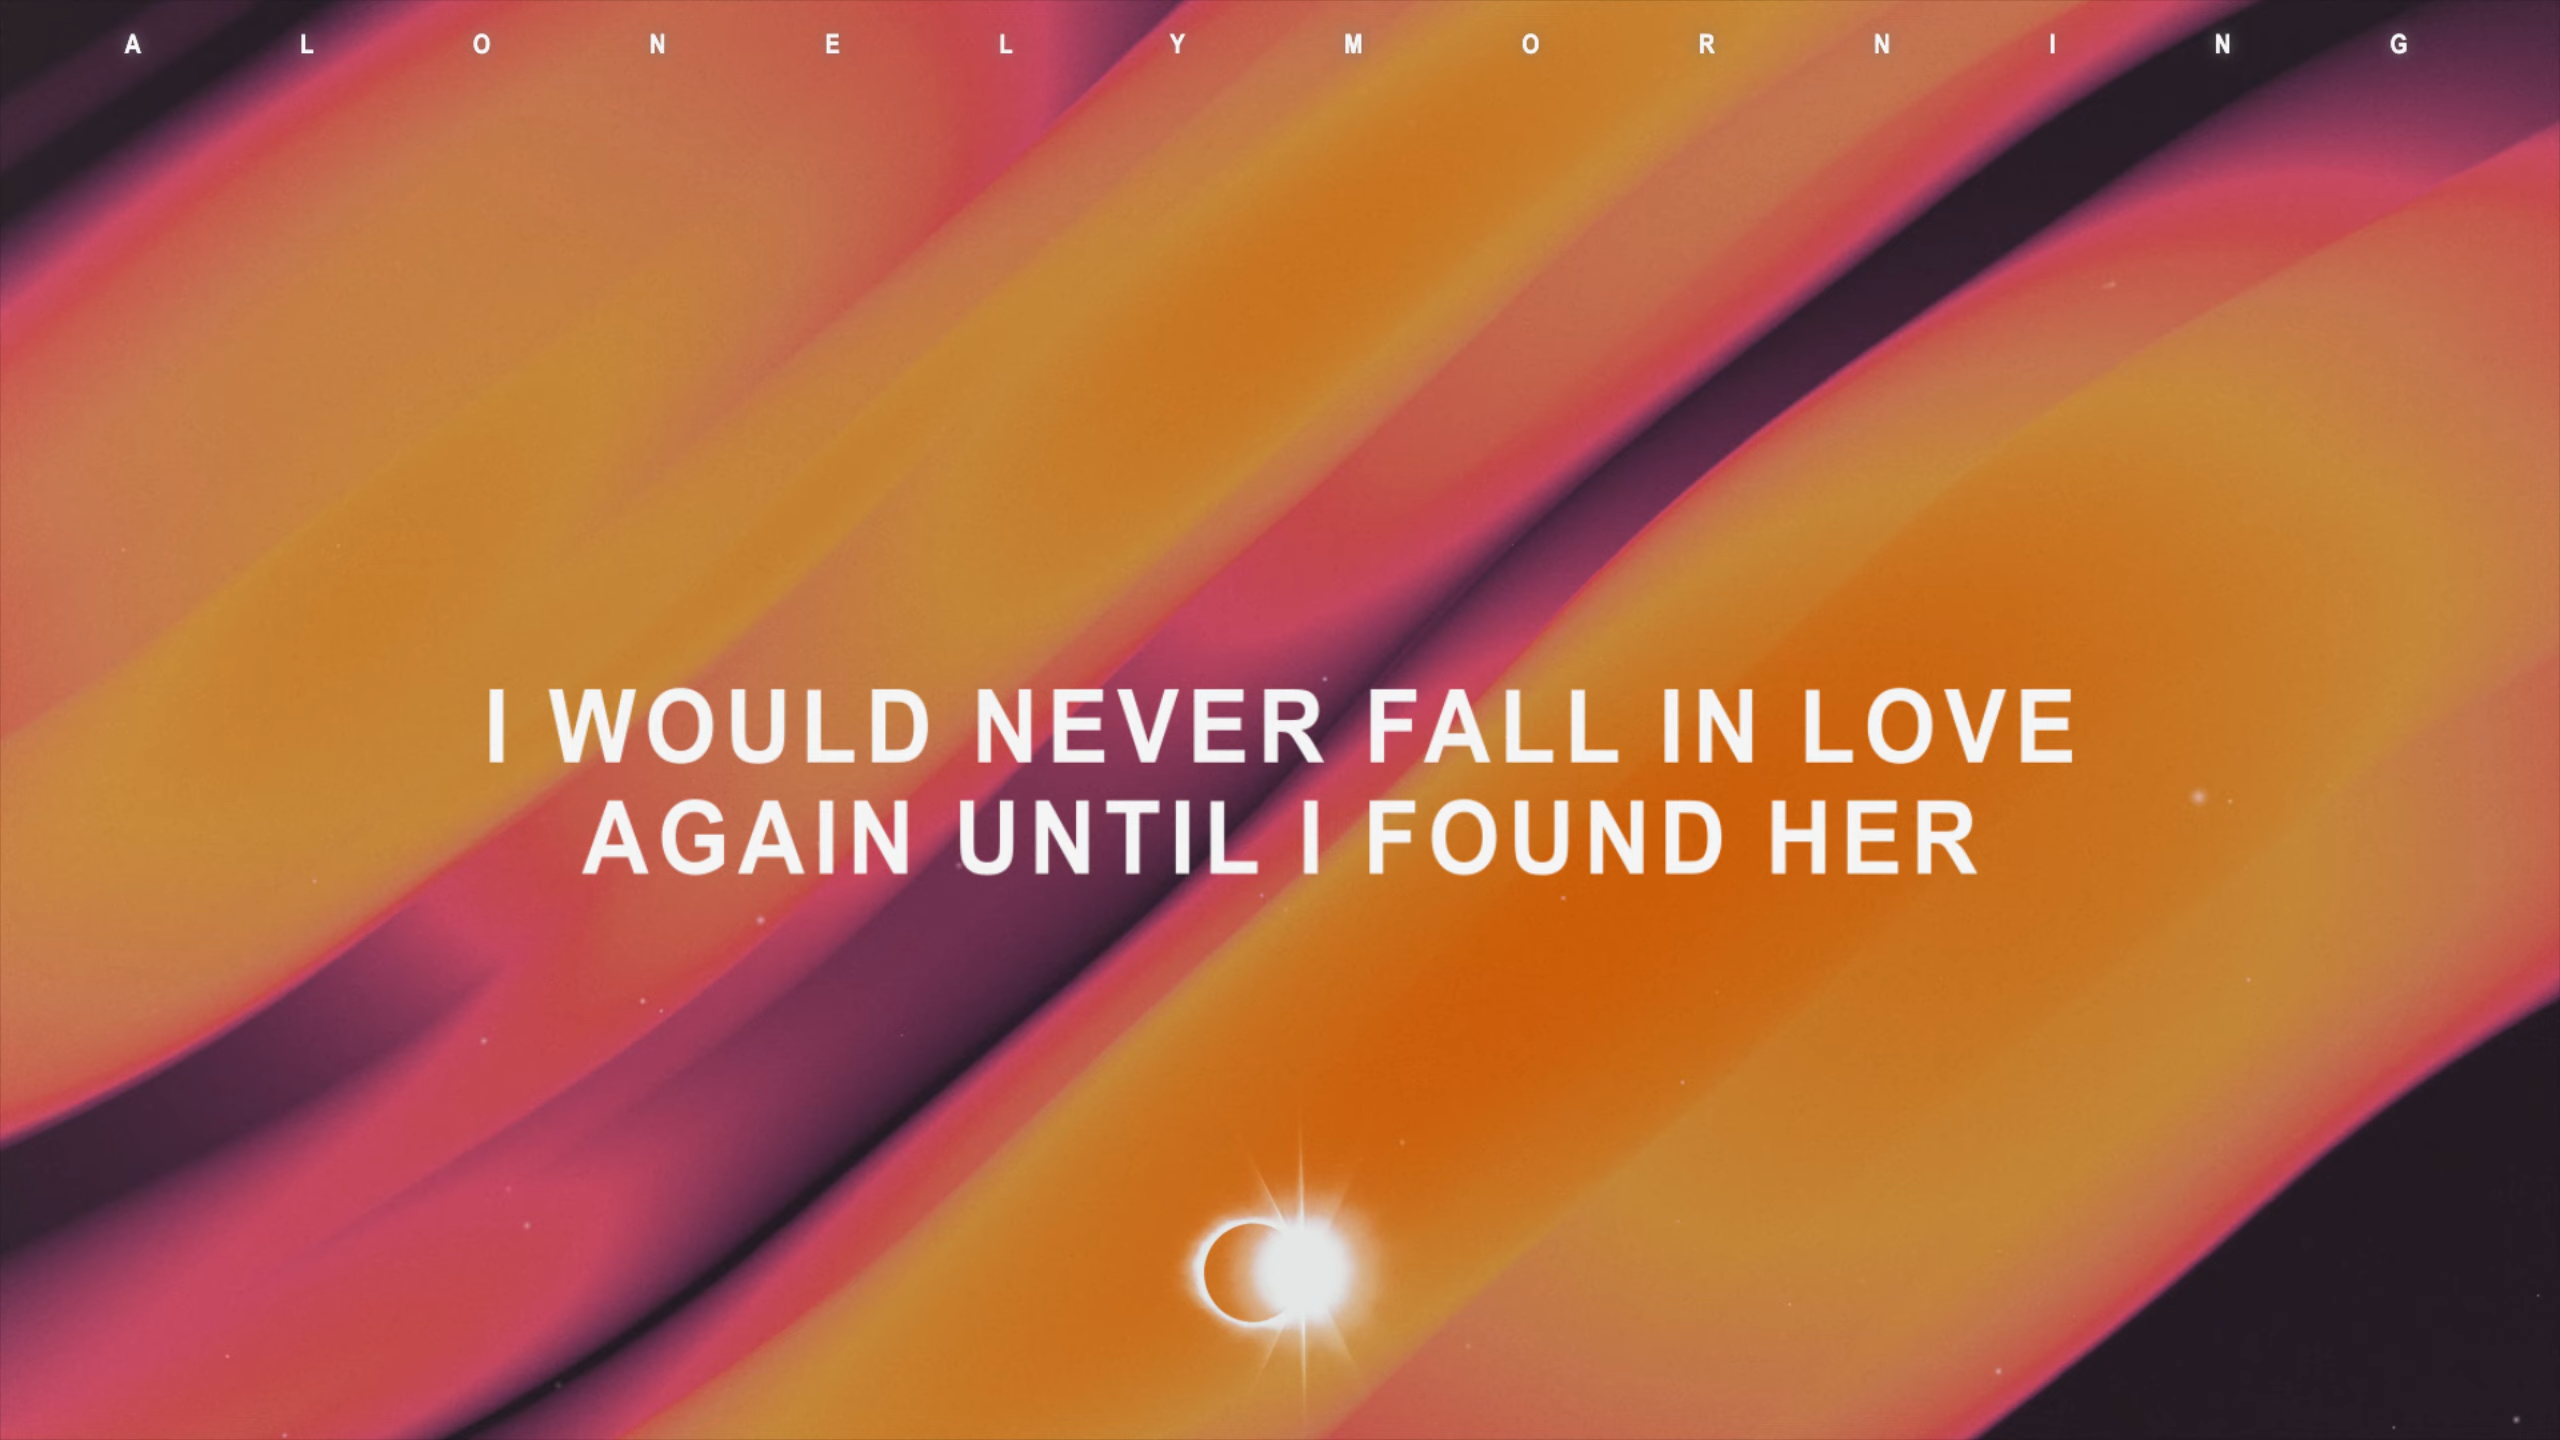 A L O N E L Y M O R N I N G
I WOULD NEVER FALL IN LOVE
AGAIN UNTIL I FOUND HER